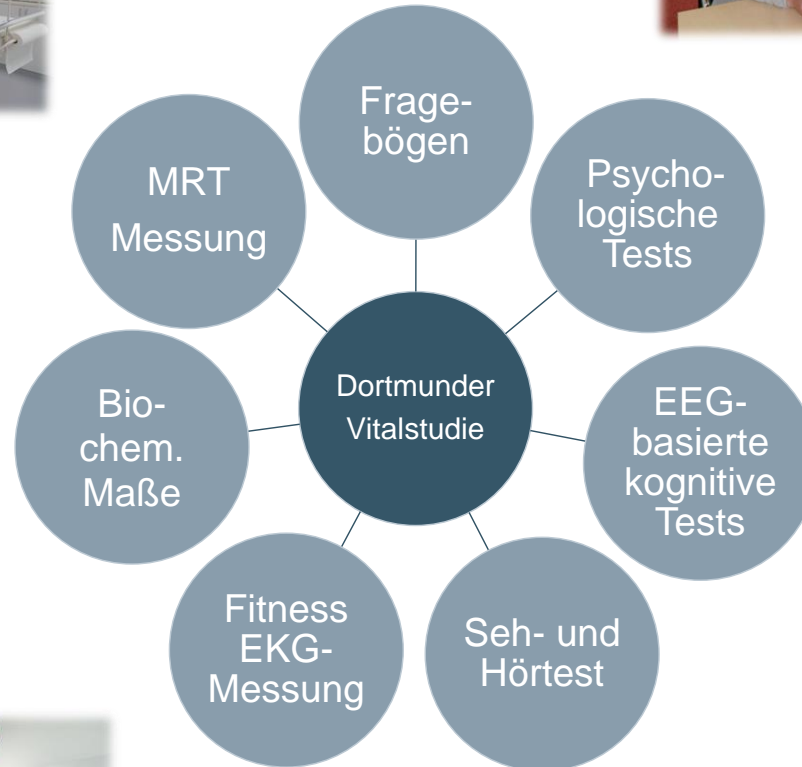 Frage-
bögen
Psycho-
logische
Tests
EEG-
basierte
kognitive
Tests
Seh- und
Hörtest
Fitness
EKG-
Messung
Bio-
chem.
Maße
MRT
Messung
Dortmunder
Vitalstudie